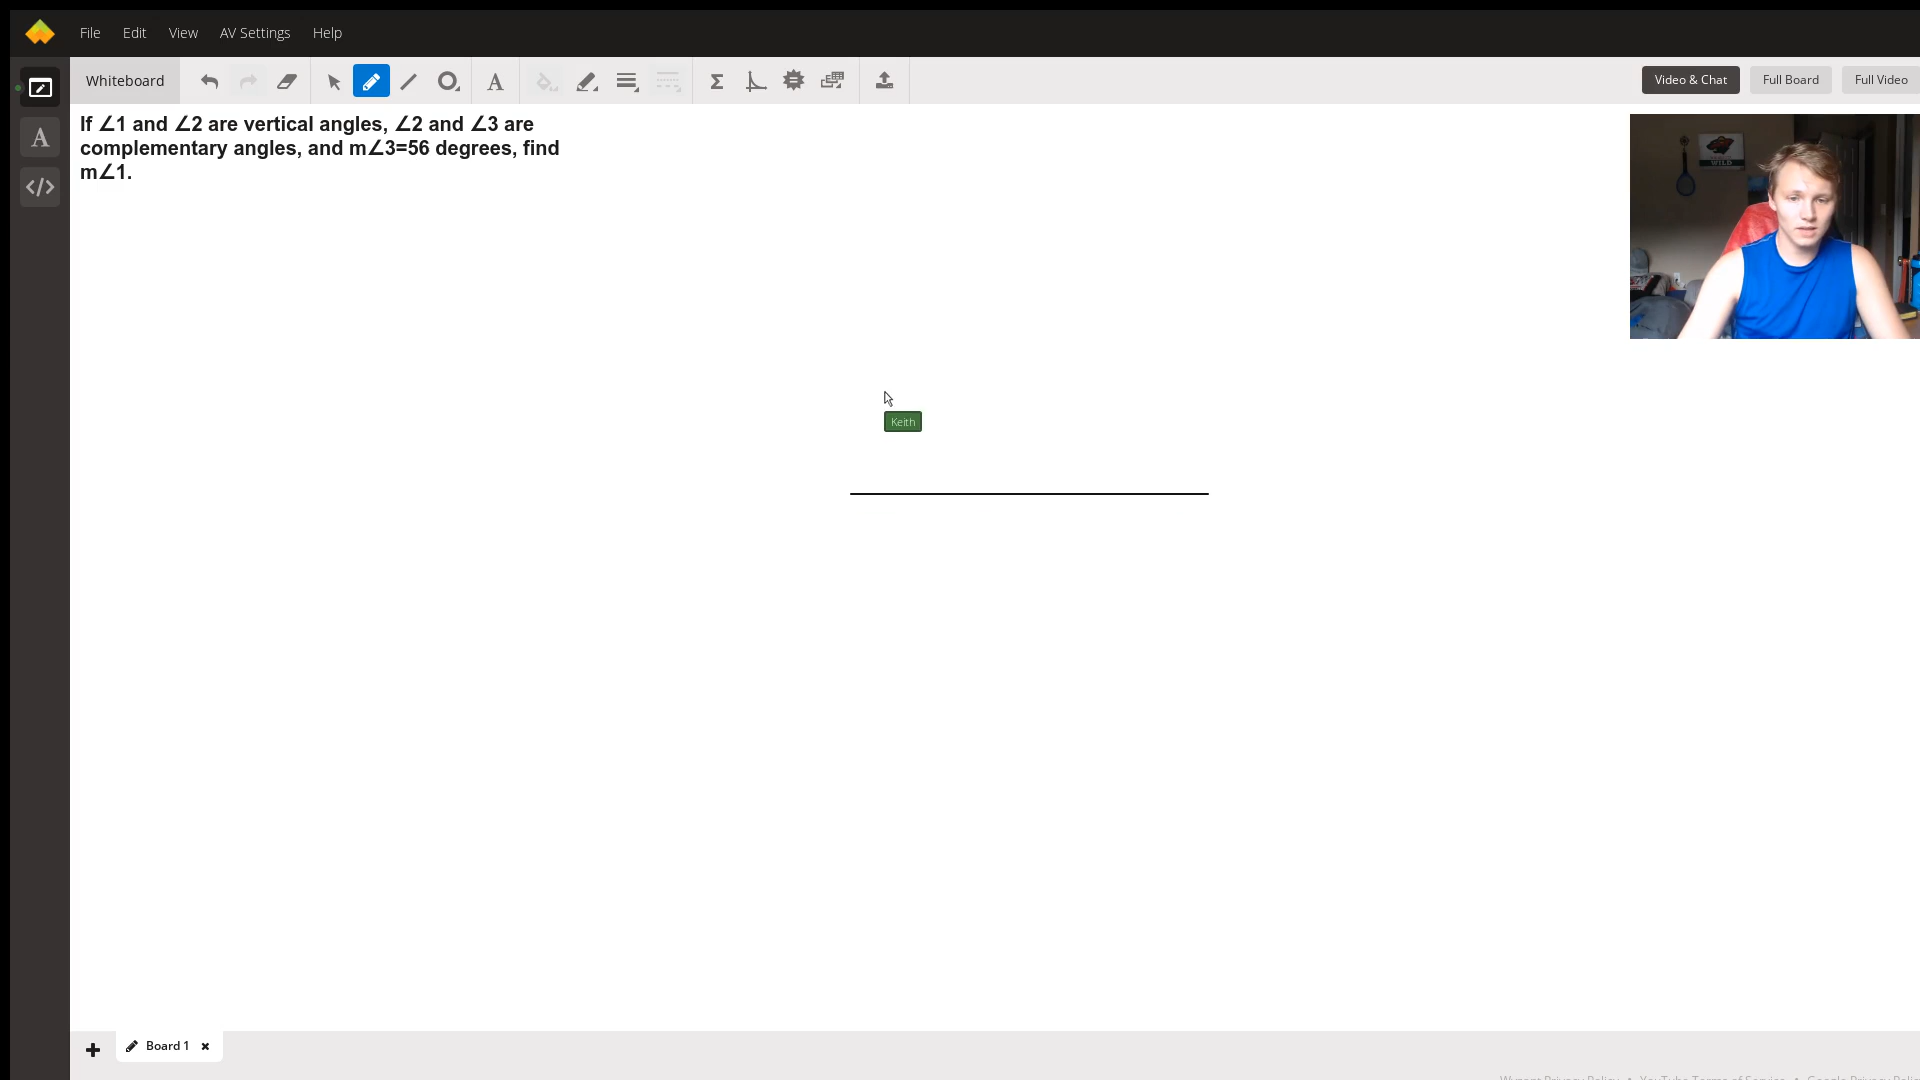 File Edit View AV Settings Help
Whiteboard
A
Σ
Video & Chat Full Board Full Video
If ∠1 and ∠2 are vertical angles, ∠2 and ∠3 are
complementary angles, and m∠3=56 degrees, find
m∠1.
A
</>
WILD
Keith
Board 1